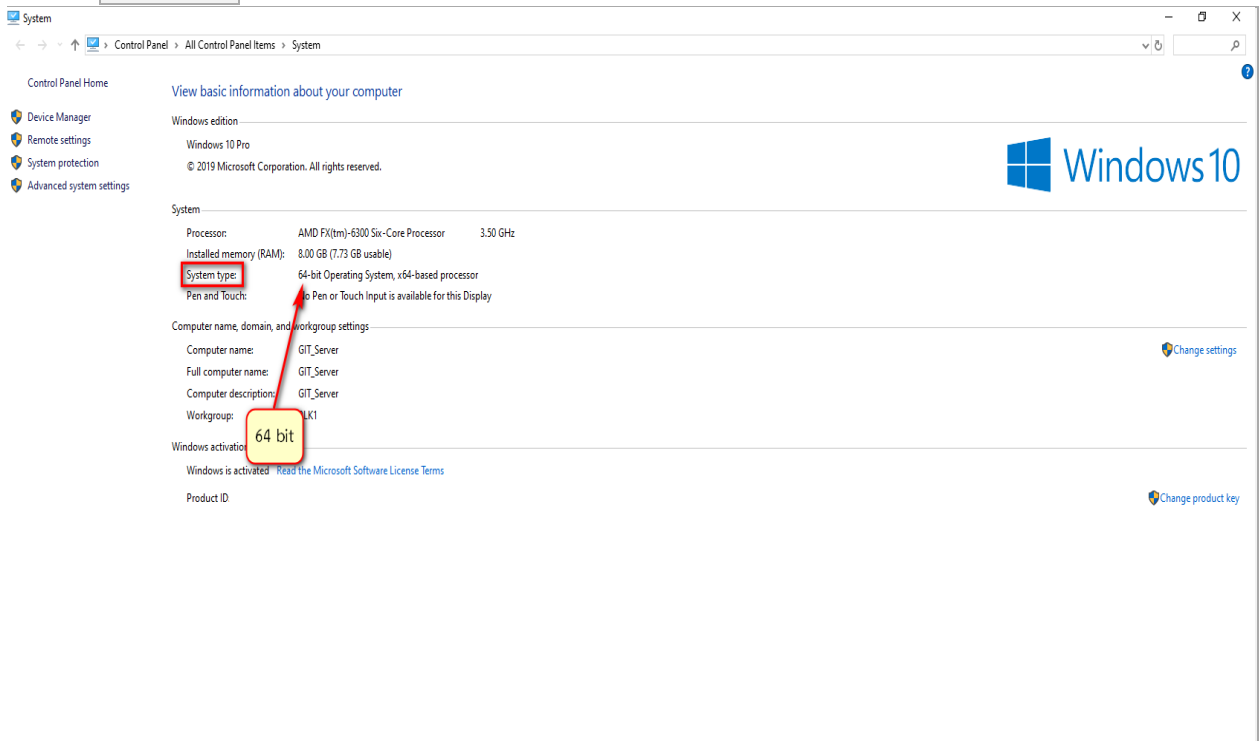 System
Control Panel > All Control Panel Items > System
Control Panel Home
Device Manager
Remote settings
System protection
Advanced system settings
View basic information about your computer
Windows edition
Windows 10 Pro
© 2019 Microsoft Corporation. All rights reserved.
Windows 10
System
Processor: AMD FX(tm)-6300 Six-Core Processor 3.50 GHz
Installed memory (RAM): 8.00 GB (7.73 GB usable)
System type: 64-bit Operating System, x64-based processor
Pen and Touch: No Pen or Touch Input is available for this Display
Computer name, domain, and workgroup settings
Computer name: GIT_Server
Change settings
Full computer name: GIT_Server
Computer description: GIT_Server
Workgroup:
64 bit
Windows activation
Windows is activated Read the Microsoft Software License Terms
Product ID
Change product key